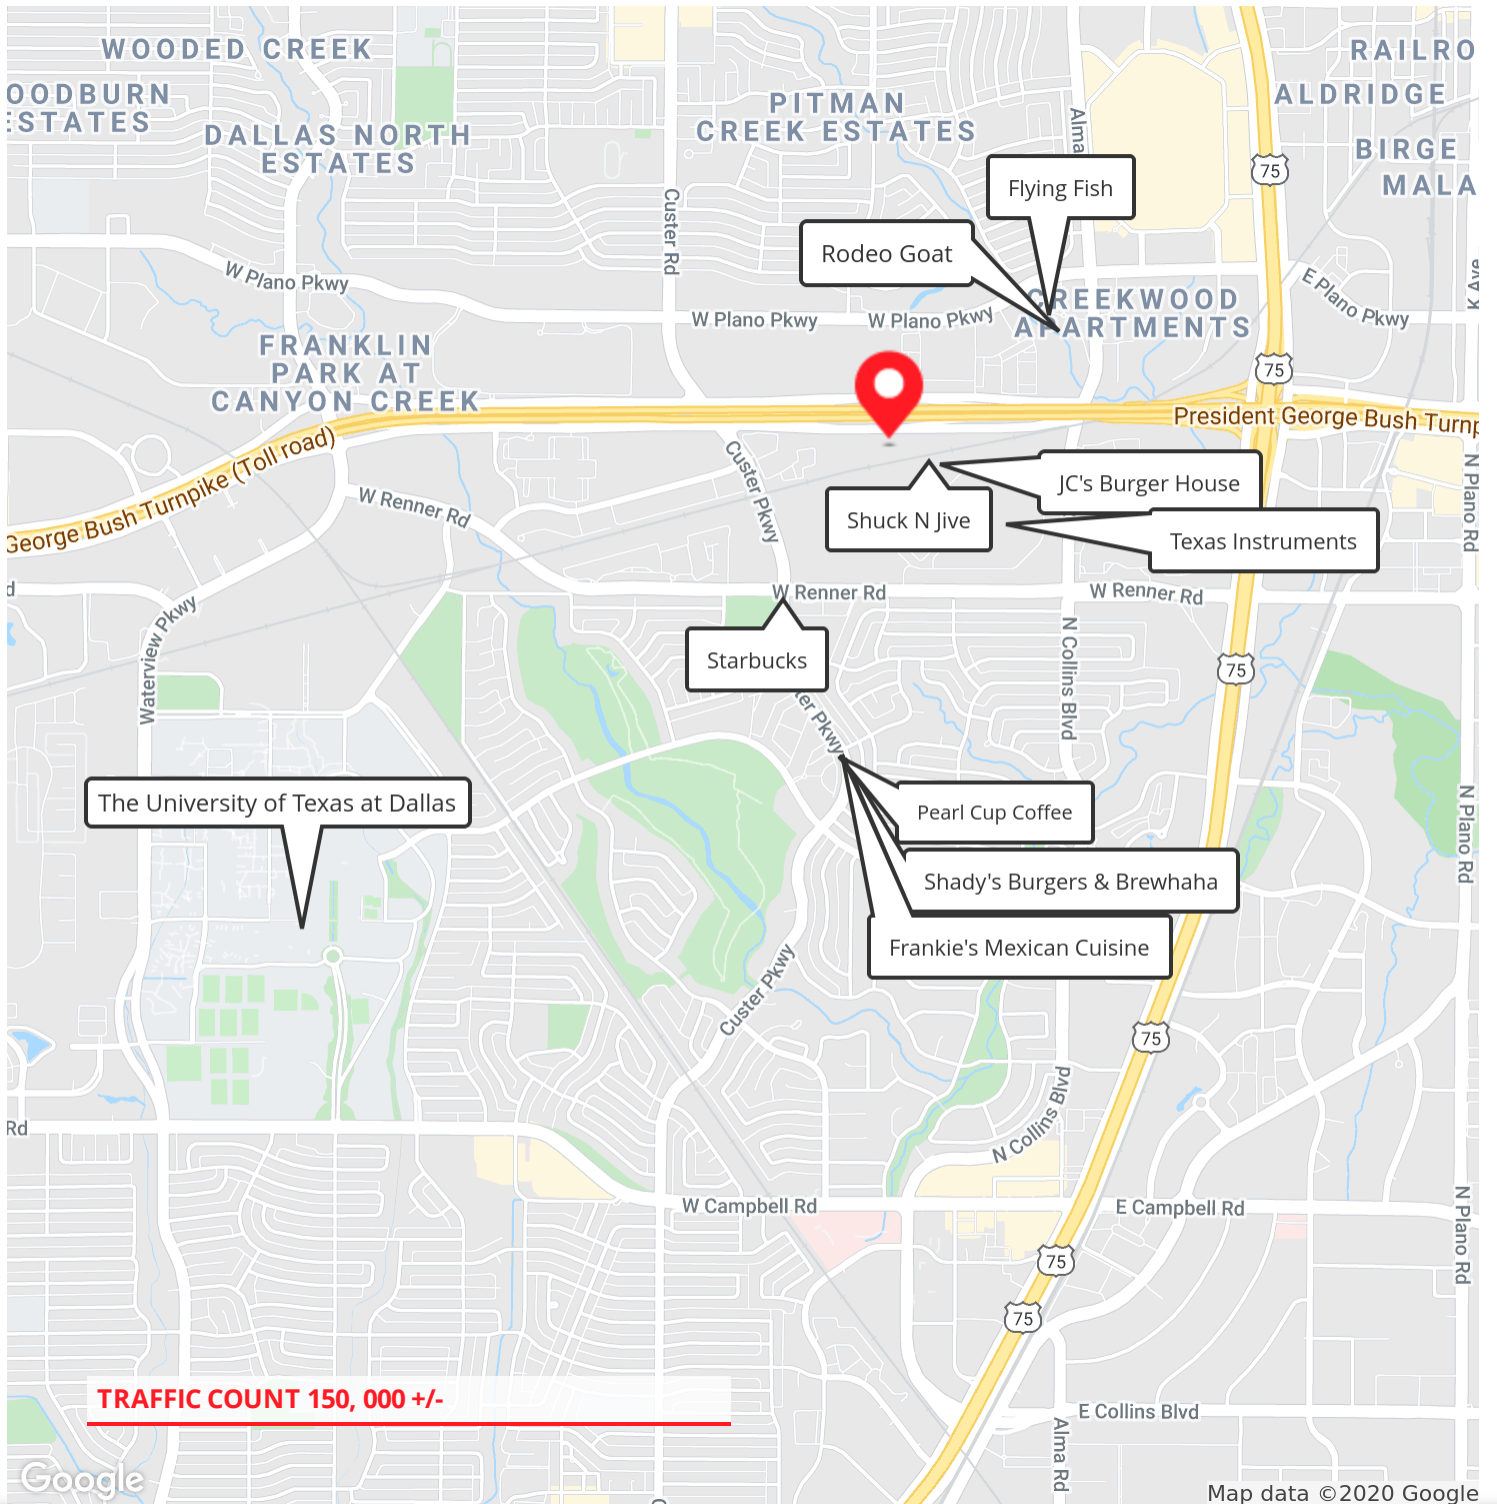 WOODED CREEK
RAILRO
OODBURN
ESTATES
ALDRIDGE
PITMAN
CREEK ESTATES
DALLAS NORTH
ESTATES
Alma
BIRGE
MALA
75
Flying Fish
Custer Rd
Rodeo Goat
W Plano Pkwy
K Ave
E Plano Pkwy
CREEKWOOD
APARTMENTS
W Plano Pkwy
W Plano Pkwy
FRANKLIN
PARK AT
CANYON CREEK
75
President George Bush Turnp
George Bush Turnpike (Toll road)
Custer Pkwy
N Plano Rd
JC's Burger House
W Renner Rd
Shuck N Jive
Texas Instruments
d
W Renner Rd
W Renner Rd
Waterview Pkwy
N Collins Blvd
Starbucks
75
ter Pkwy
The University of Texas at Dallas
Pearl Cup Coffee
N Plano Rd
Shady's Burgers & Brewhaha
Frankie's Mexican Cuisine
Custer Pkwy
75
N Collins Blvd
Rd
W Campbell Rd
E Campbell Rd
N Plano Rd
75
75
TRAFFIC COUNT 150, 000 +/-
E Collins Blvd
Alma Rd
Google
Map data ©2020 Google